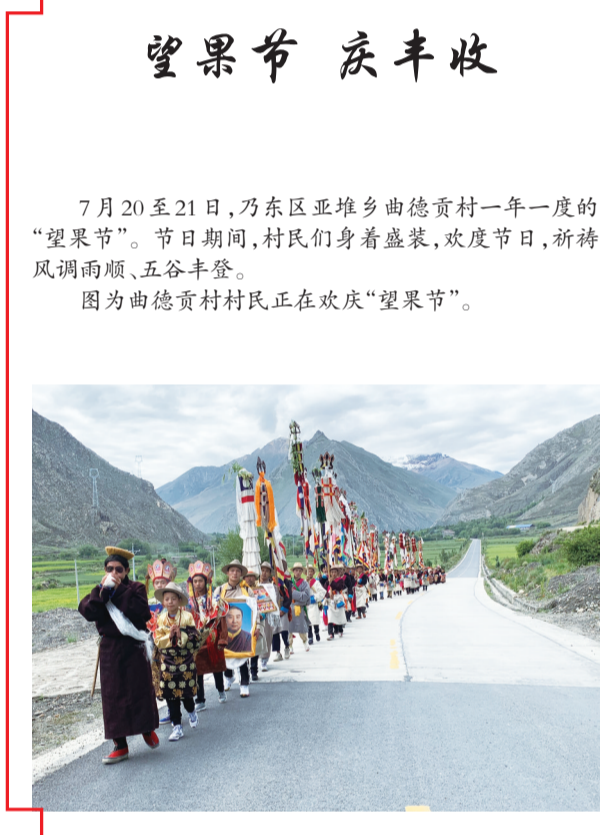 望果节 庆丰收
7月20至21日,乃东区亚堆乡曲德贡村一年一度的
“望果节”。节日期间,村民们身着盛装,欢度节日,祈祷
风调雨顺、五谷丰登。
图为曲德贡村村民正在欢庆“望果节”。